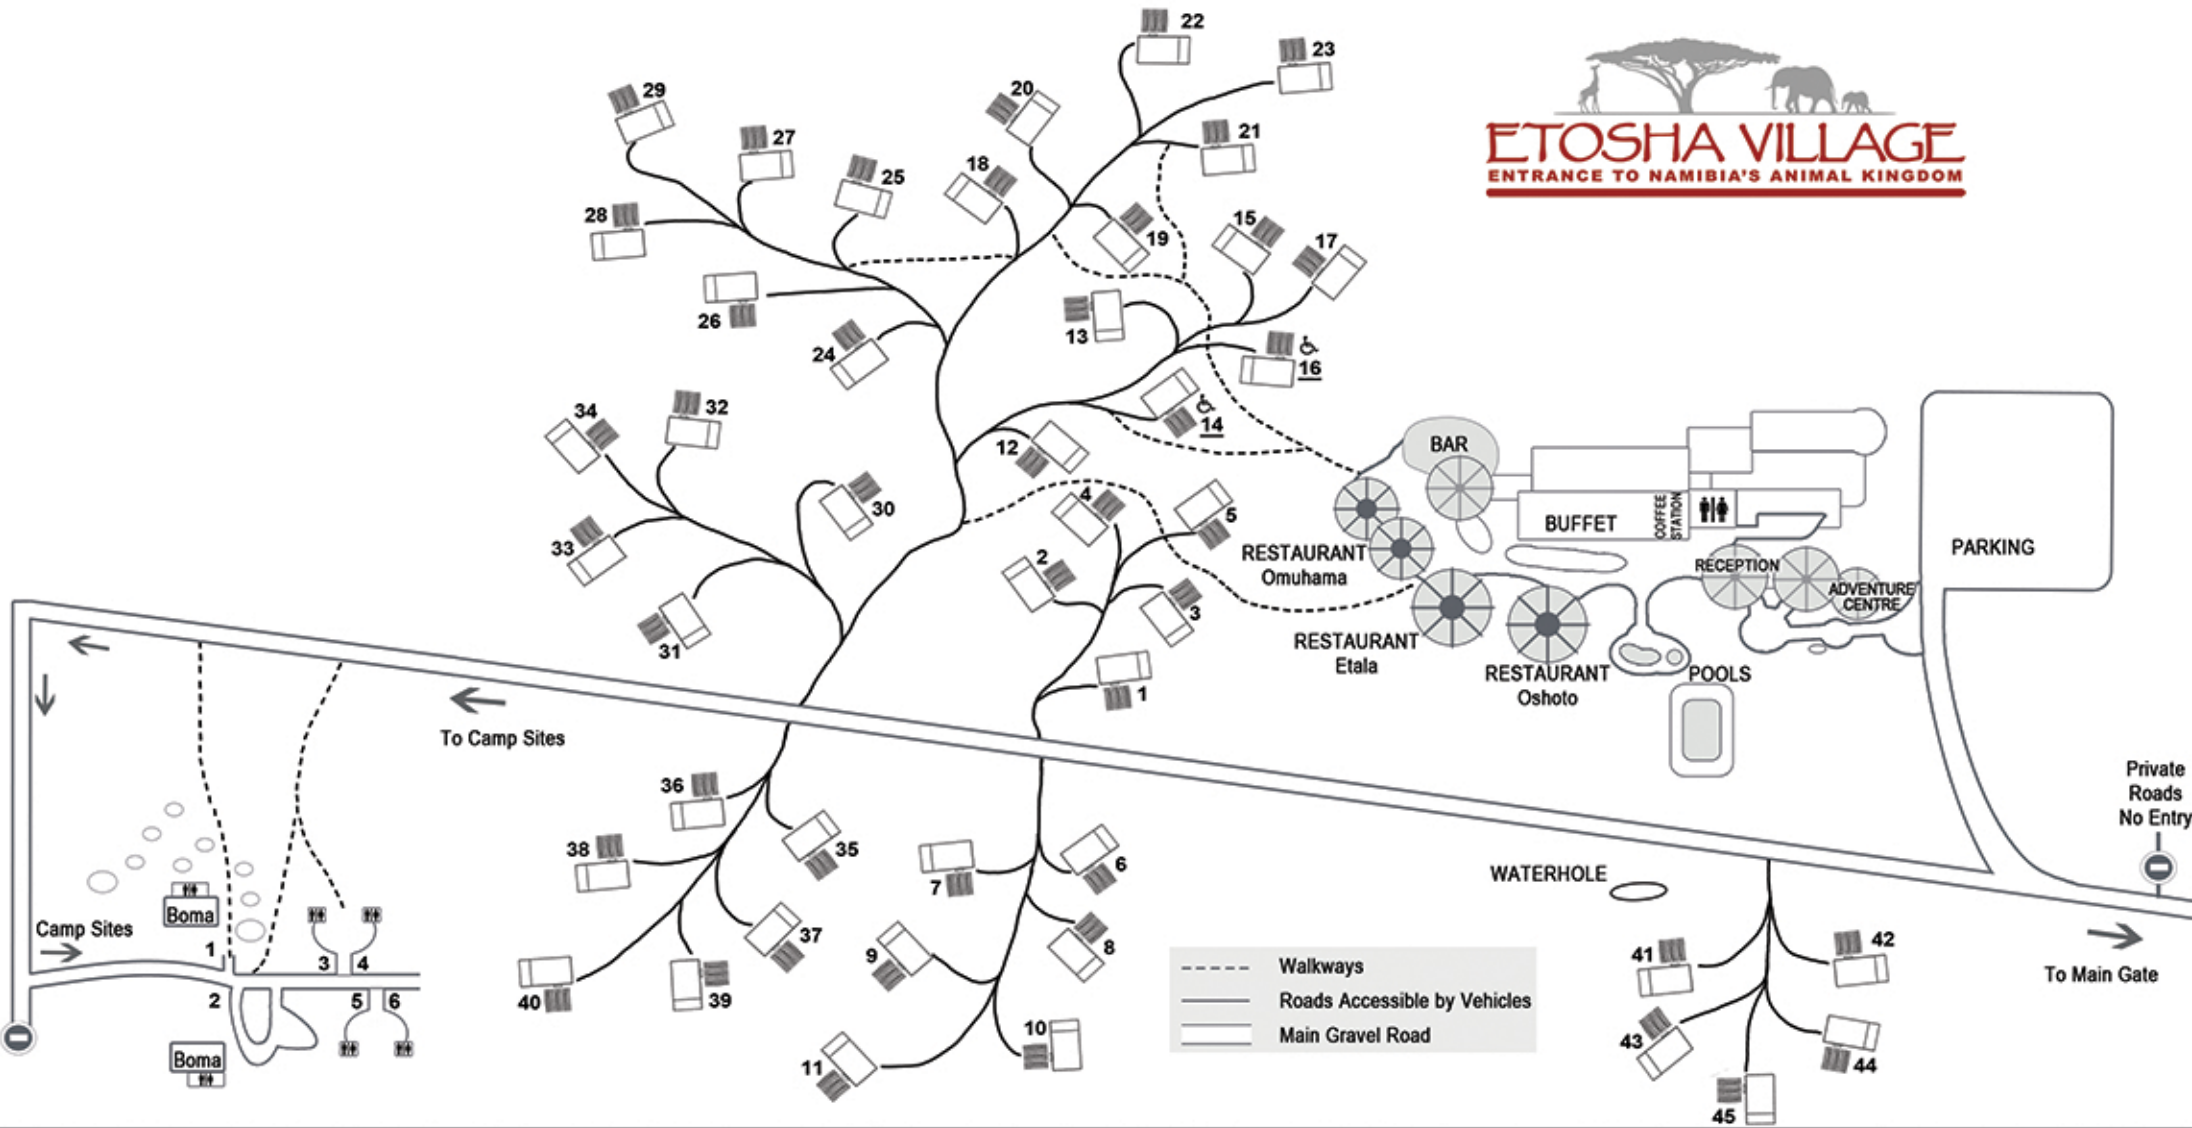 ETOSHA VILLAGE
ENTRANCE TO NAMIBIA'S ANIMAL KINGDOM
22
23
29
20
27
21
18
25
28
19
15
17
26
13
24
16
34
32
14
12
30
4
5
33
2
3
31
1
BAR
BUFFET
COFFEE
STATION
RESTAURANT
Omuhama
RECEPTION
ADVENTURE
CENTRE
PARKING
RESTAURANT
Etala
RESTAURANT
Oshoto
POOLS
To Camp Sites
Private
Roads
No Entry
36
38
35
6
7
WATERHOLE
37
9
8
40
39
10
11
Boma
Camp Sites
1
3
4
2
5
6
Boma
Walkways
Roads Accessible by Vehicles
Main Gravel Road
41
42
To Main Gate
43
44
45